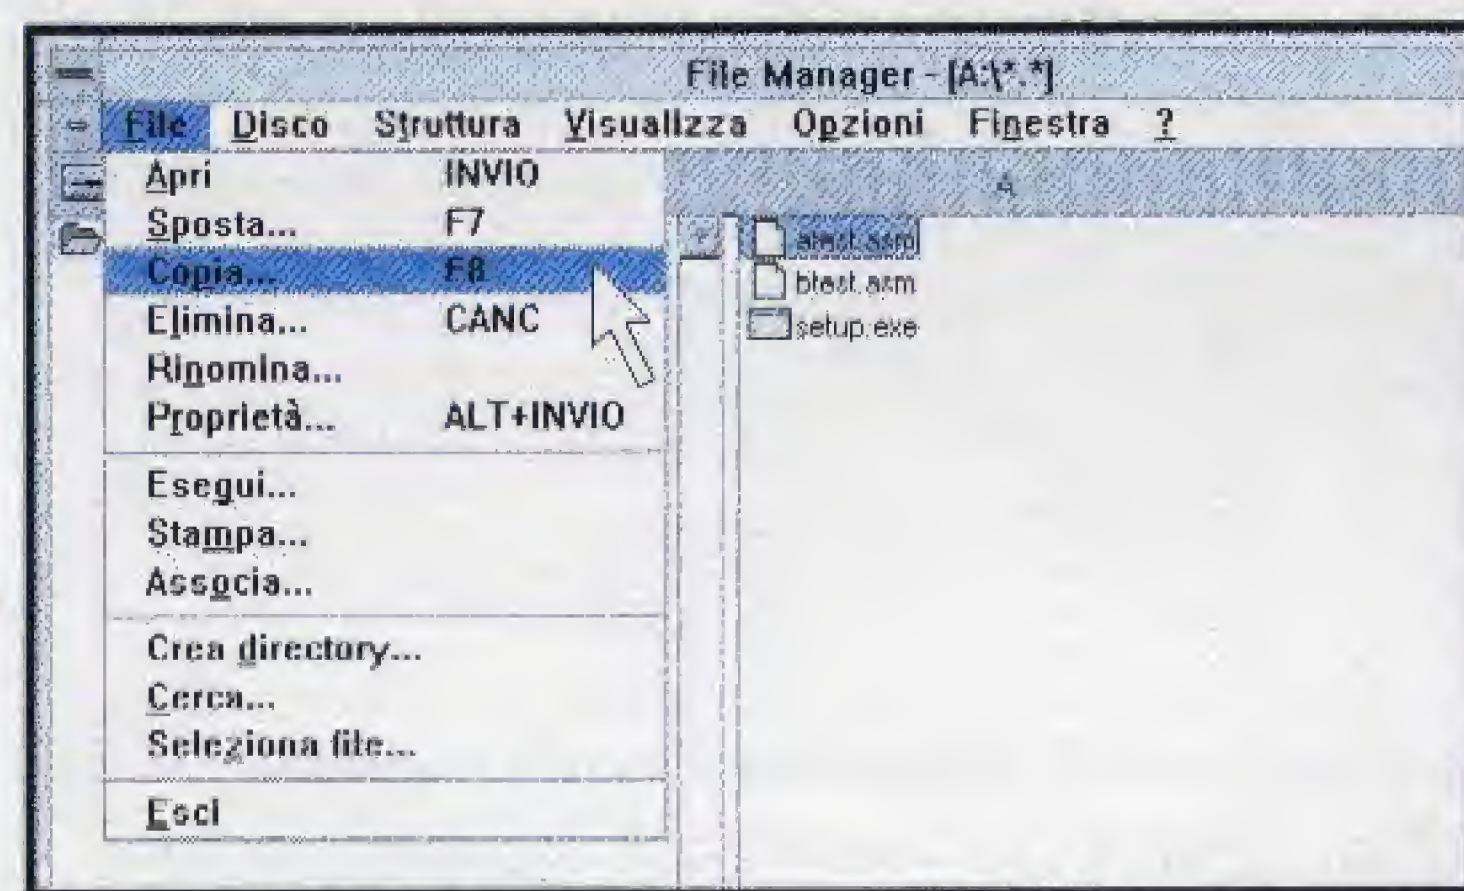 File Manager - [A:\*.*]
File Disco Struttura Visualizza Opzioni Finestra ?
Apri INVIO
Sposta... F7
Copia... F8
Elimina... CANC
Rinomina...
Proprietà... ALT+INVIO
Esegui...
Stampa...
Associa...
Crea directory...
Cerca...
Seleziona file...
Esci
A
atest.asm
btest.asm
setup.exe